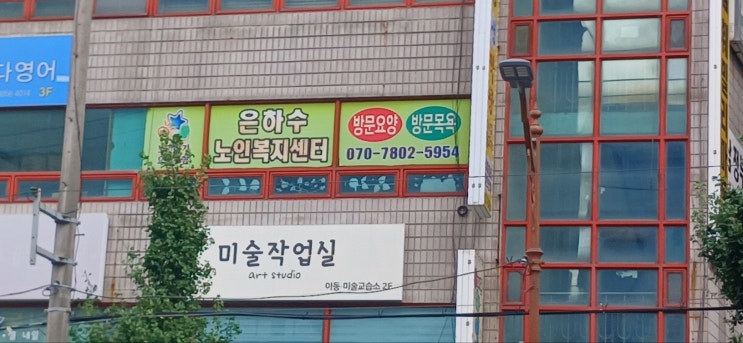 다영어
3F
은하수
노인복지센터
방문요양
방문목욕
070-7802-5954
미술작업실
art studio
아동·미술교습소 2F